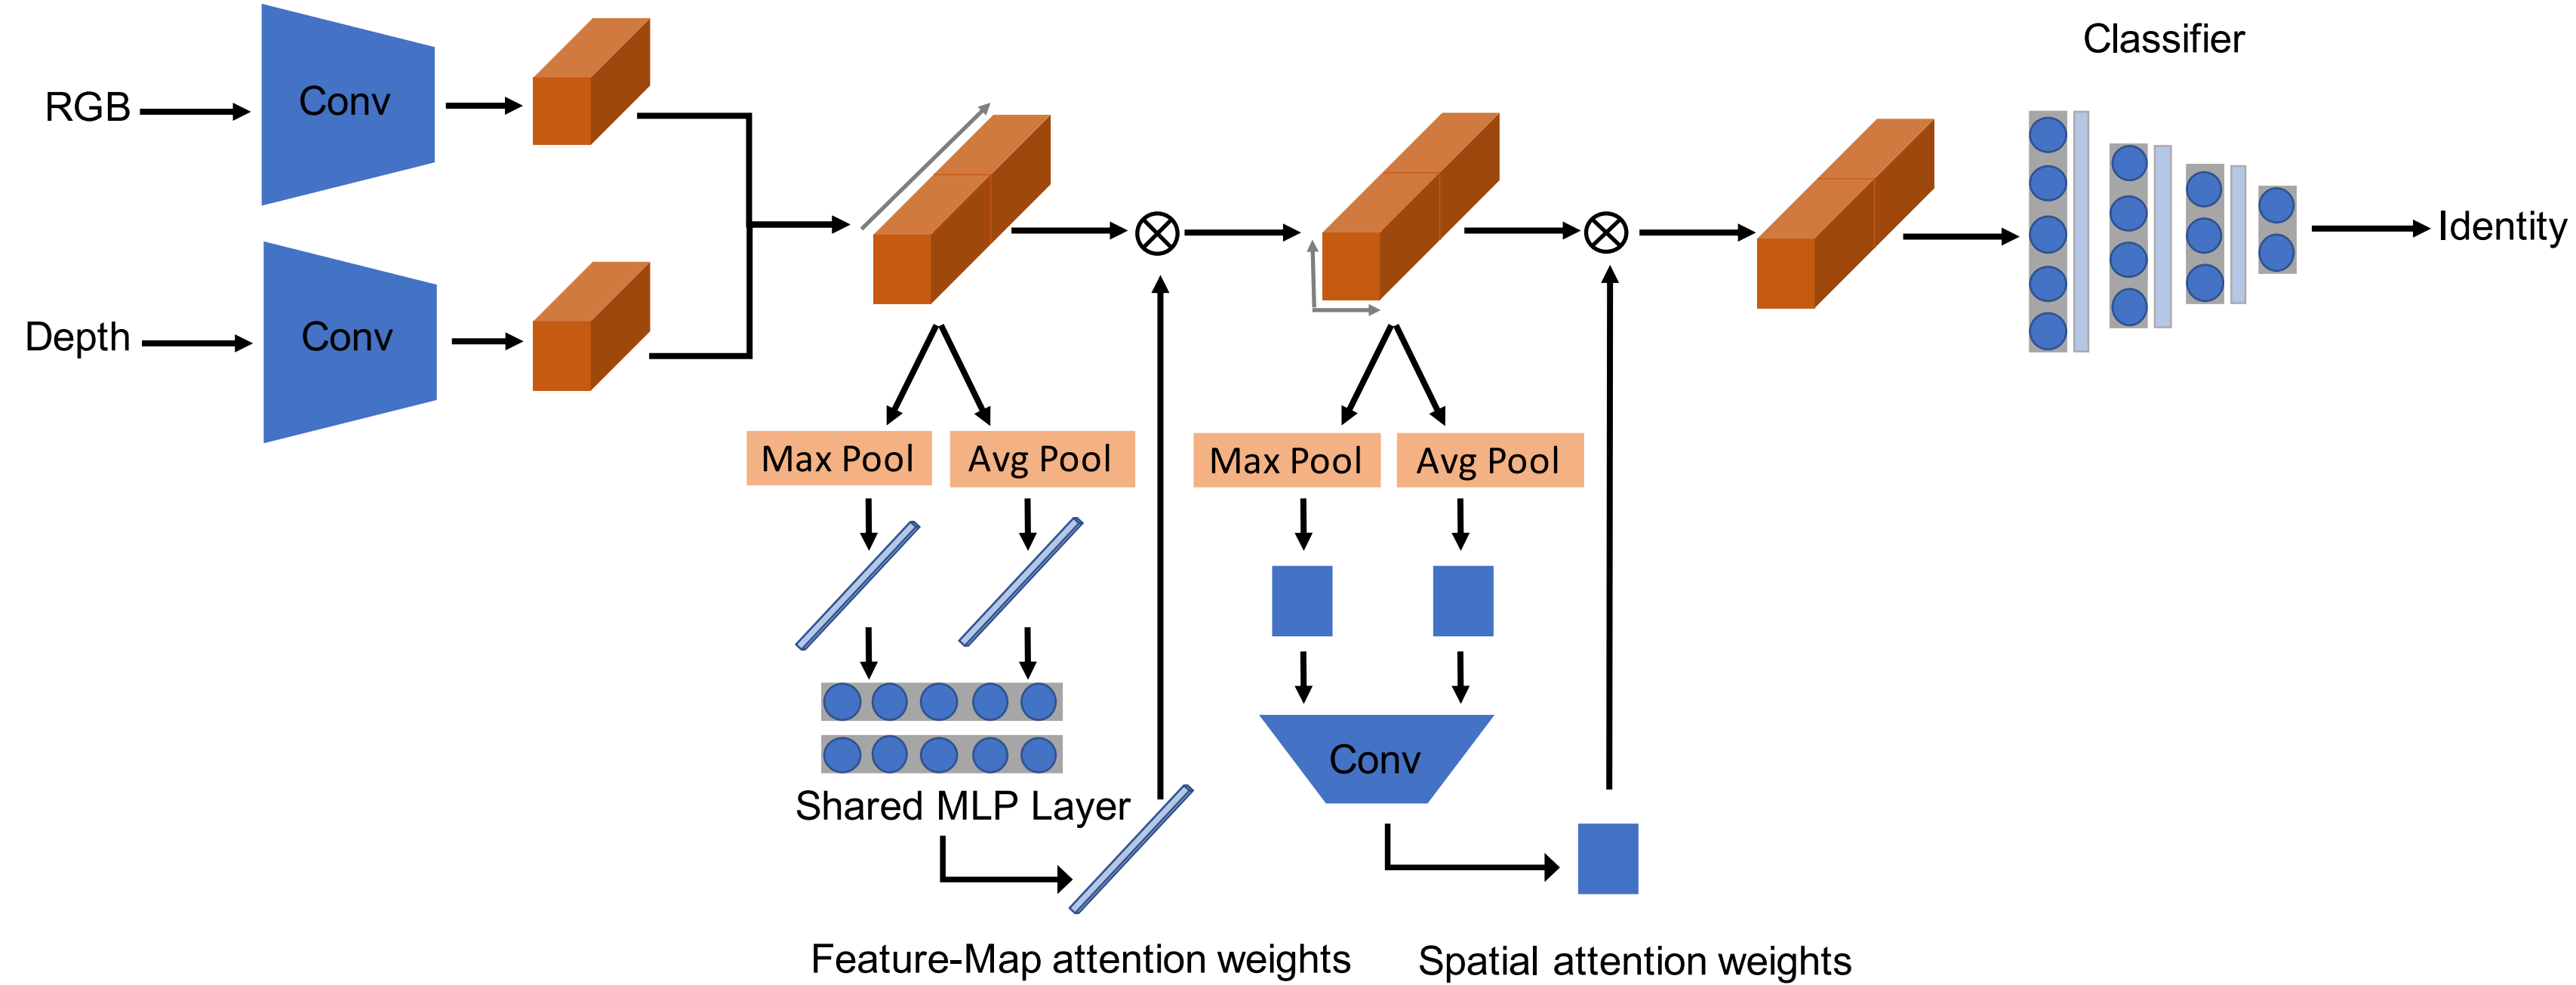 Classifier
RGB
Conv
Depth
Conv
Identity
Max Pool
Avg Pool
Max Pool
Avg Pool
Shared MLP Layer
Conv
Feature-Map attention weights
Spatial attention weights